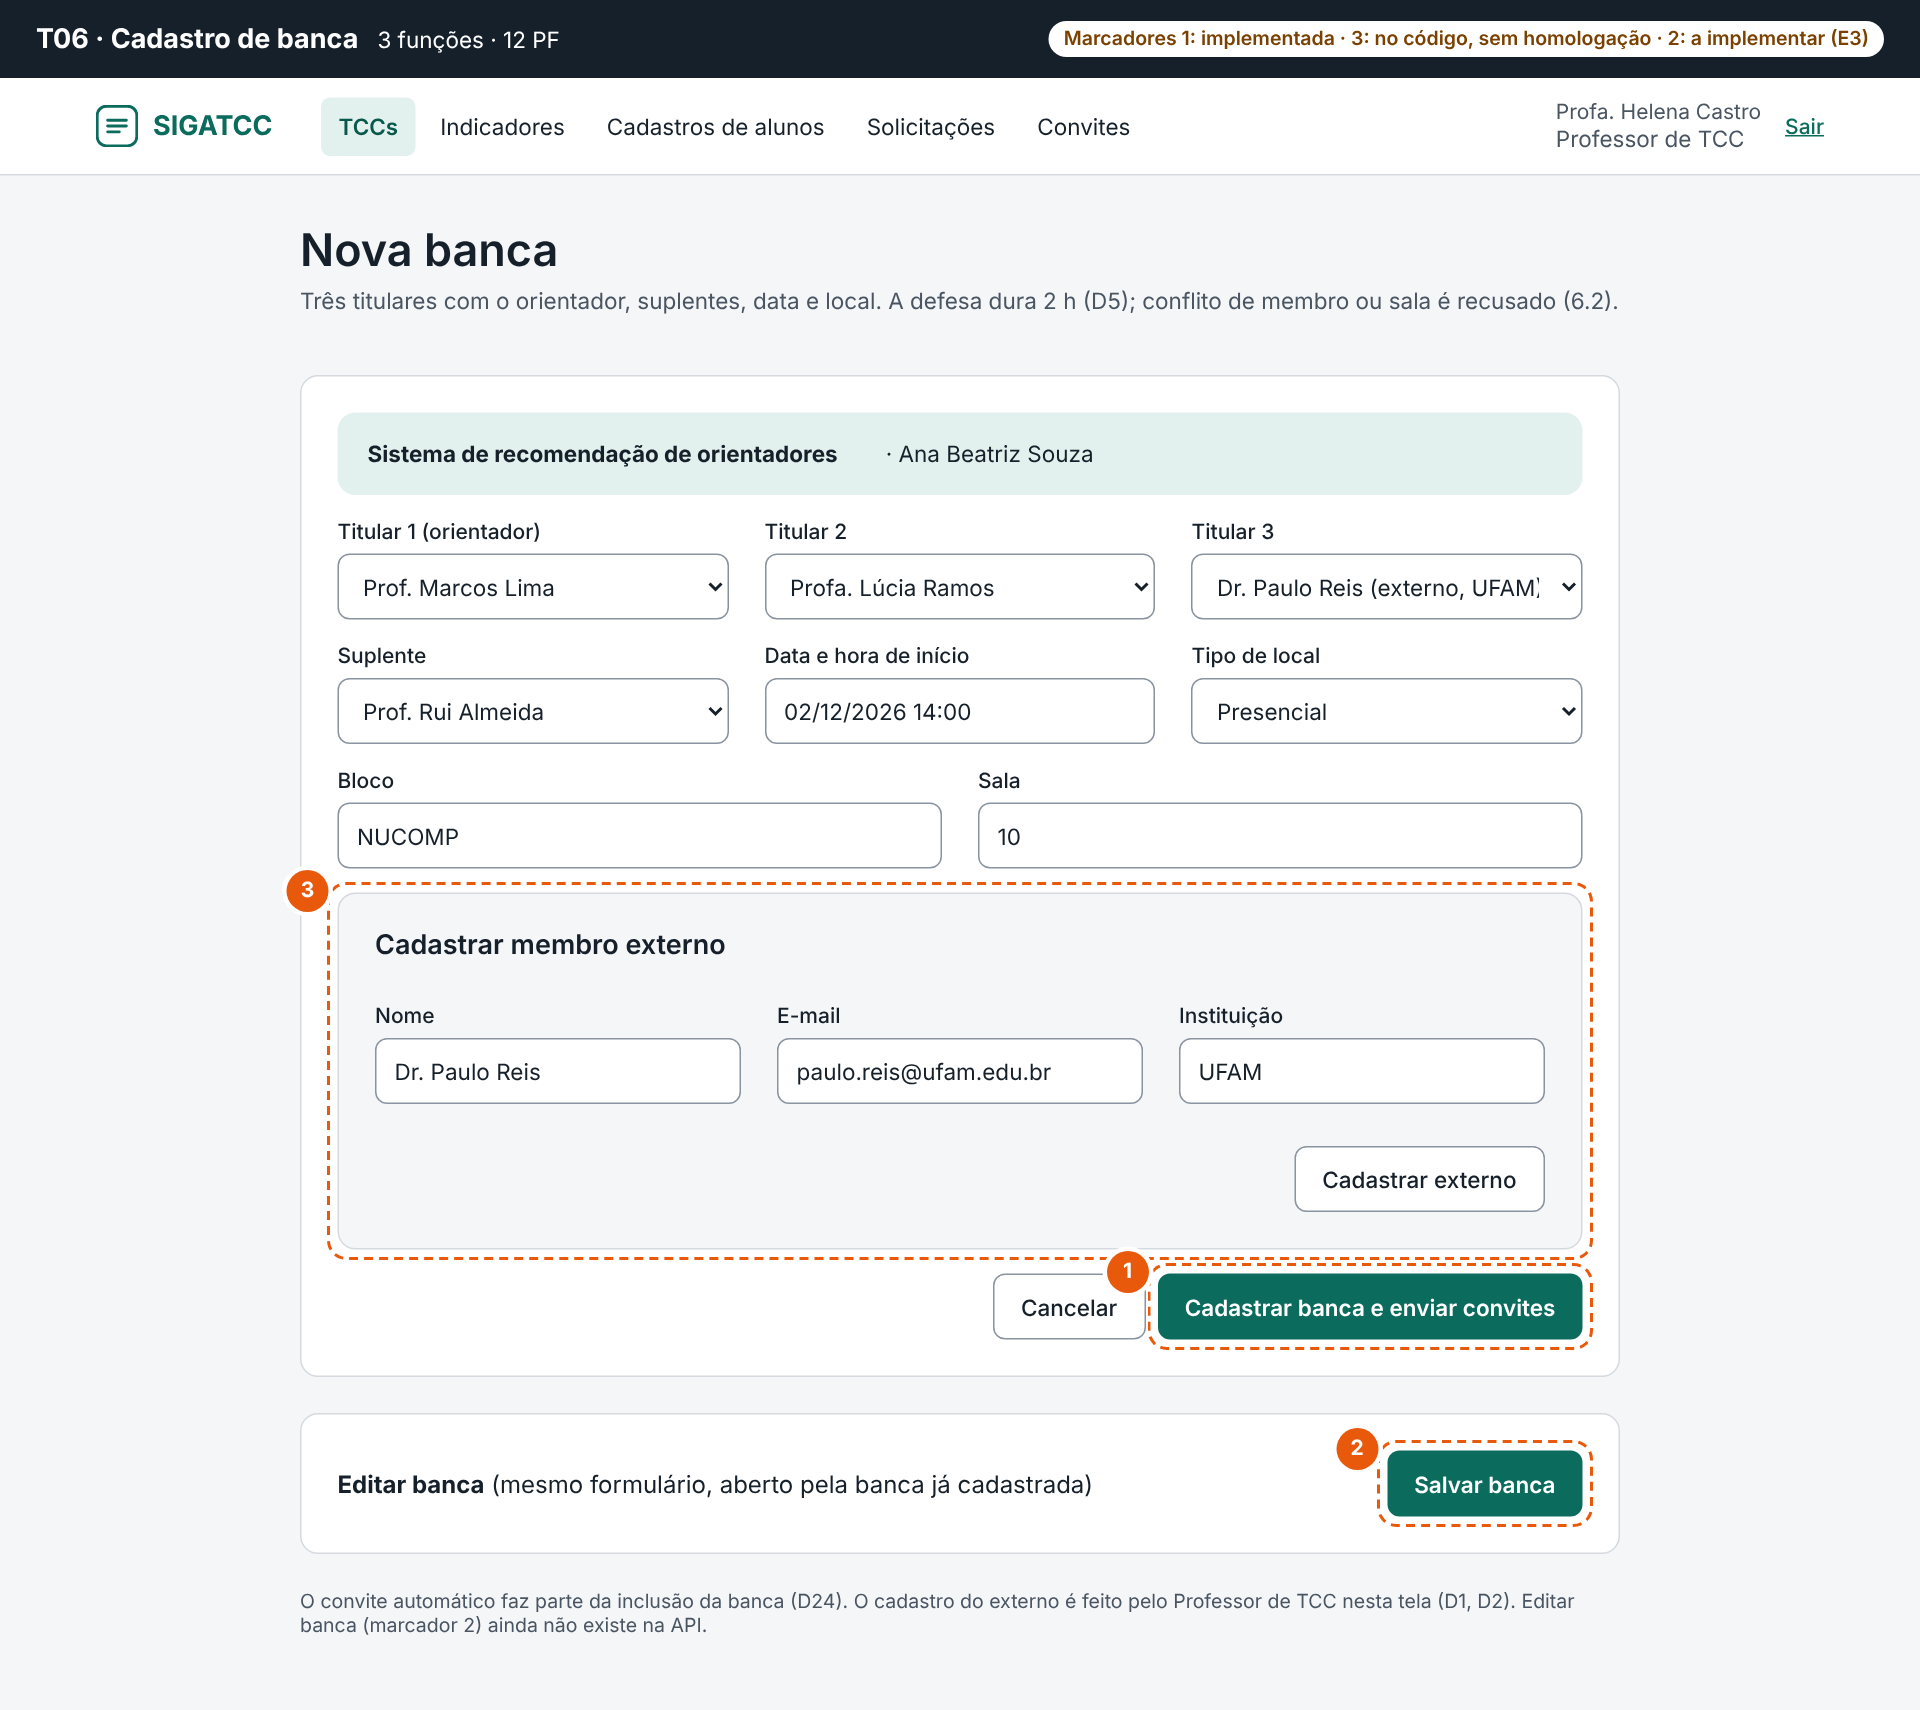 T06 · Cadastro de banca 3 funções · 12 PF
Marcadores 1: implementada · 3: no código, sem homologação · 2: a implementar (E3)
SIGATCC
TCCs Indicadores Cadastros de alunos Solicitações Convites
Profa. Helena Castro
Professor de TCC
Sair
Nova banca
Três titulares com o orientador, suplentes, data e local. A defesa dura 2 h (D5); conflito de membro ou sala é recusado (6.2).
Sistema de recomendação de orientadores · Ana Beatriz Souza
Titular 1 (orientador) Titular 2 Titular 3
Prof. Marcos Lima Profa. Lúcia Ramos Dr. Paulo Reis (externo, UFAM)
Suplente Data e hora de início Tipo de local
Prof. Rui Almeida 02/12/2026 14:00 Presencial
Bloco Sala
NUCOMP 10
3
Cadastrar membro externo
Nome E-mail Instituição
Dr. Paulo Reis paulo.reis@ufam.edu.br UFAM
Cadastrar externo
1
Cancelar Cadastrar banca e enviar convites
2
Editar banca (mesmo formulário, aberto pela banca já cadastrada) Salvar banca
O convite automático faz parte da inclusão da banca (D24). O cadastro do externo é feito pelo Professor de TCC nesta tela (D1, D2). Editar
banca (marcador 2) ainda não existe na API.